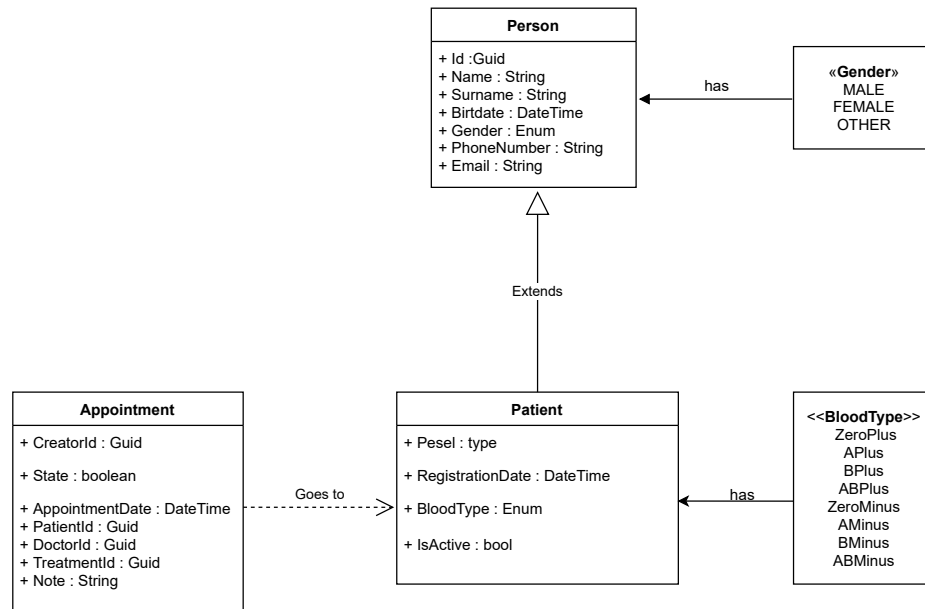 Person
+ Id :Guid
+ Name : String
+ Surname : String
+ Birtdate : DateTime
+ Gender : Enum
+ PhoneNumber : String
+ Email : String
has
«Gender»
MALE
FEMALE
OTHER
Extends
Appointment
+ CreatorId : Guid
+ State : boolean
+ AppointmentDate : DateTime
+ PatientId : Guid
+ DoctorId : Guid
+ TreatmentId : Guid
+ Note : String
Goes to
Patient
+ Pesel : type
+ RegistrationDate : DateTime
+ BloodType : Enum
+ IsActive : bool
has
<<BloodType>>
ZeroPlus
APlus
BPlus
ABPlus
ZeroMinus
AMinus
BMinus
ABMinus